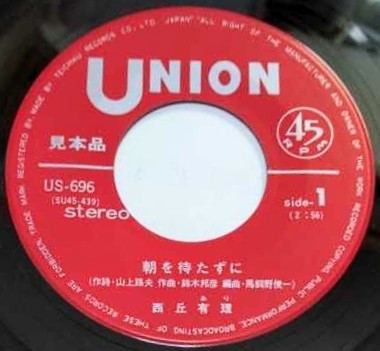 TRADE MARK REGISTERED BY, MADE BY TEICHIKU RECORDS CO., LTD. JAPAN "ALL RIGHT OF THE MANUFACTURER AND OWNER OF THE WORK RECORDED
UNION
見本品
45
RPM
US-696
(SU45-439)
stereo
side-1
(2:56)
朝を待たずに
(作詩・山上路夫 作曲・鈴木邦彦 編曲・馬飼野俊一)
西丘有理
COPYING PUBLIC PERFORMANCE, BROADCASTING OF THESE RECORDS ARE FORBIDDEN.